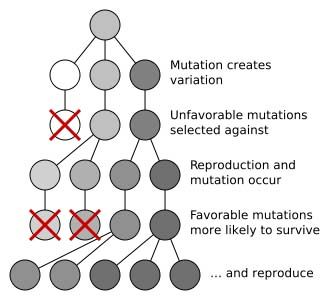 Mutation creates
variation
Unfavorable mutations
selected against
Reproduction and
mutation occur
Favorable mutations
more likely to survive
... and reproduce